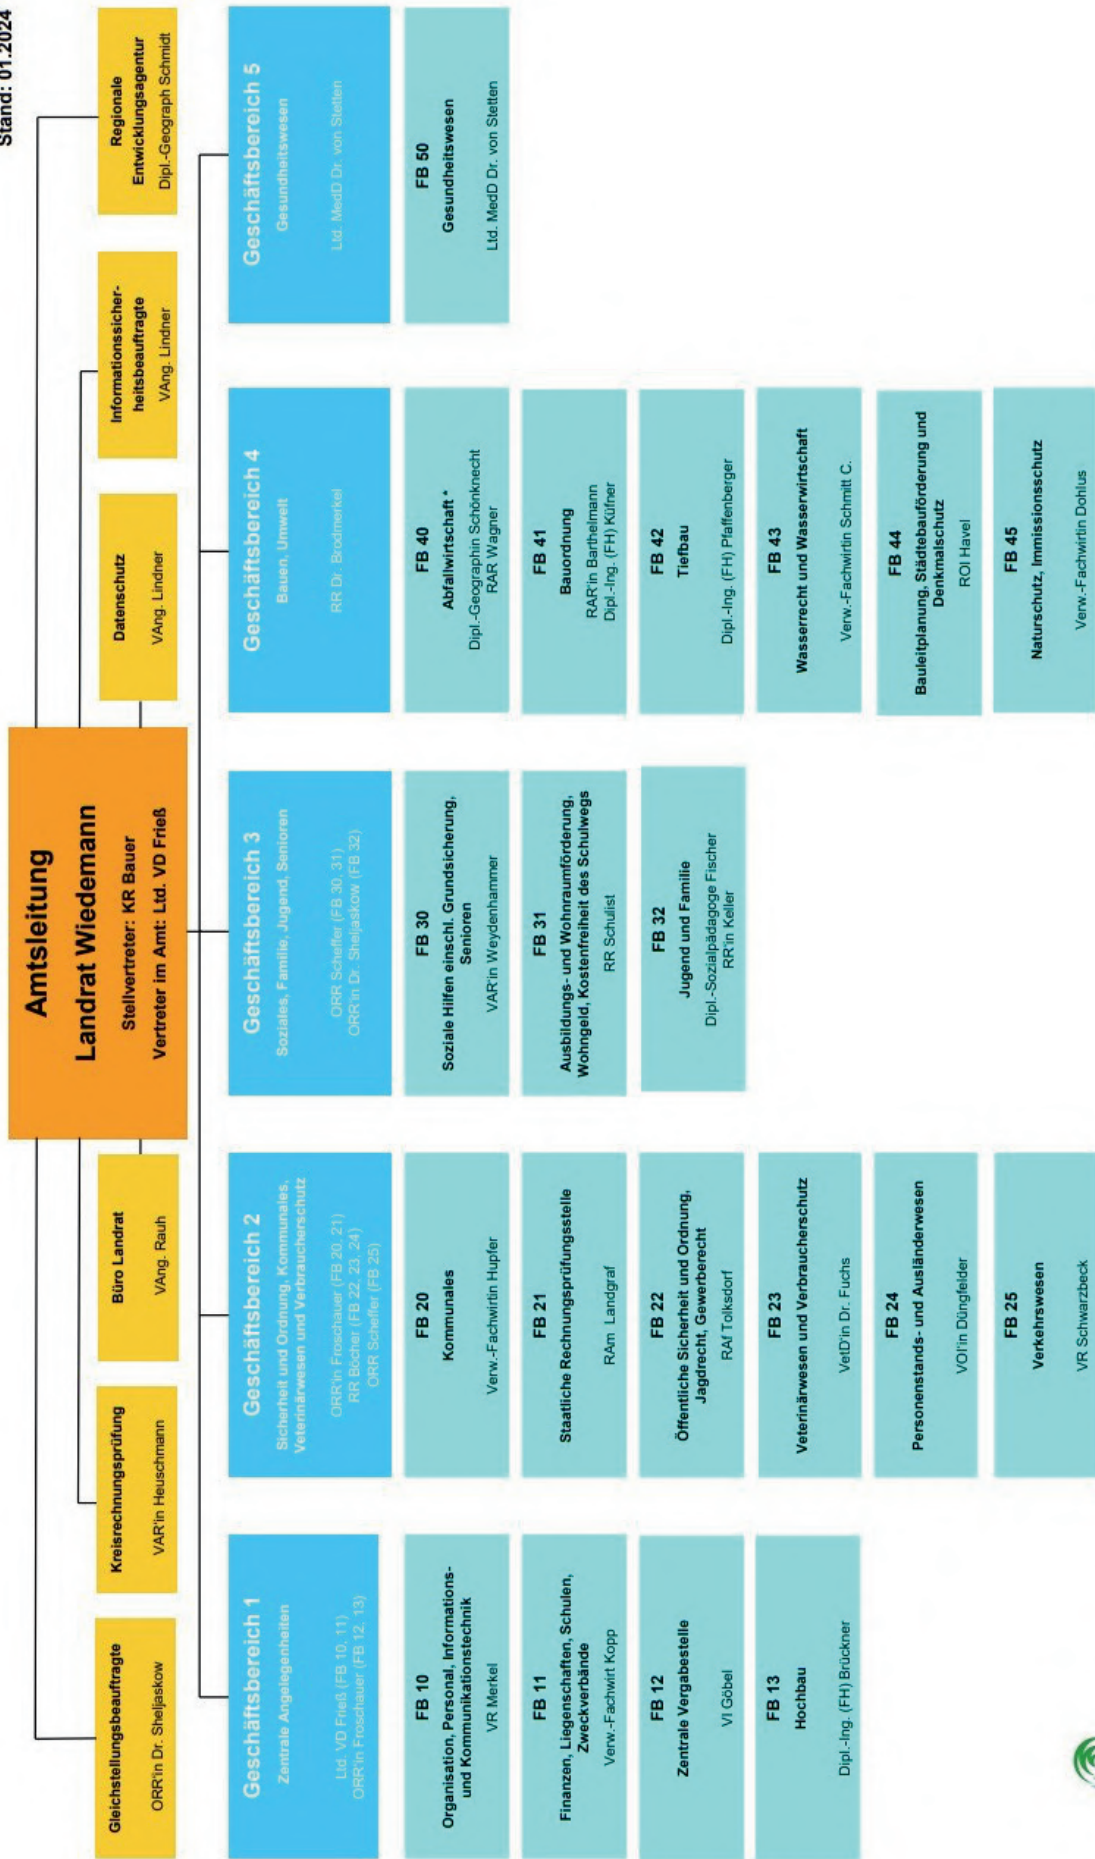 Stand: 01.2024
Amtsleitung
Landrat Wiedemann
Stellvertreter: KR Bauer
Vertreter im Amt: Ltd. VD Frieß
Gleichstellungsbeauftragte
ORR'in Dr. Sheljaskow
Kreisrechnungsprüfung
VAR'in Heuschmann
Büro Landrat
VAng. Rauh
Datenschutz
VAng. Lindner
Informationssicher-
heitsbeauftragte
VAng. Lindner
Regionale
Entwicklungsagentur
Dipl.-Geograph Schmidt
Geschäftsbereich 1
Zentrale Angelegenheiten
Ltd. VD Frieß (FB 10, 11)
ORR'in Froschauer (FB 12, 13)
FB 10
Organisation, Personal, Informations-
und Kommunikationstechnik
VR Merkel
FB 11
Finanzen, Liegenschaften, Schulen,
Zweckverbände
Verw.-Fachwirt Kopp
FB 12
Zentrale Vergabestelle
VI Göbel
FB 13
Hochbau
Dipl.-Ing. (FH) Brückner
Geschäftsbereich 2
Sicherheit und Ordnung, Kommunales,
Veterinärwesen und Verbraucherschutz
ORR'in Froschauer (FB 20, 21)
RR Böcher (FB 22, 23, 24)
ORR Scheffer (FB 25)
FB 20
Kommunales
Verw.-Fachwirtin Hupfer
FB 21
Staatliche Rechnungsprüfungsstelle
RAm Landgraf
FB 22
Öffentliche Sicherheit und Ordnung,
Jagdrecht, Gewerberecht
RAf Tolksdorf
FB 23
Veterinärwesen und Verbraucherschutz
VetD'in Dr. Fuchs
FB 24
Personenstands- und Ausländerwesen
VOI'in Düngfelder
FB 25
Verkehrswesen
VR Schwarzbeck
Geschäftsbereich 3
Soziales, Familie, Jugend, Senioren
ORR Scheffer (FB 30, 31)
ORR'in Dr. Sheljaskow (FB 32)
FB 30
Soziale Hilfen einschl. Grundsicherung,
Senioren
VAR'in Weydenhammer
FB 31
Ausbildungs- und Wohnraumförderung,
Wohngeld, Kostenfreiheit des Schulwegs
RR Schulist
FB 32
Jugend und Familie
Dipl.-Sozialpädagoge Fischer
RR'in Keller
Geschäftsbereich 4
Bauen, Umwelt
RR Dr. Brodmerkel
FB 40
Abfallwirtschaft *
Dipl.-Geographin Schönknecht
RAR Wagner
FB 41
Bauordnung
RAR'in Barthelmann
Dipl.-Ing. (FH) Küfner
FB 42
Tiefbau
Dipl.-Ing. (FH) Pfaffenberger
FB 43
Wasserrecht und Wasserwirtschaft
Verw.-Fachwirtin Schmitt C.
FB 44
Bauleitplanung, Städtebauförderung und
Denkmalschutz
ROI Havel
FB 45
Naturschutz, Immissionsschutz
Verw.-Fachwirtin Dohlus
Geschäftsbereich 5
Gesundheitswesen
Ltd. MedD Dr. von Stetten
FB 50
Gesundheitswesen
Ltd. MedD Dr. von Stetten